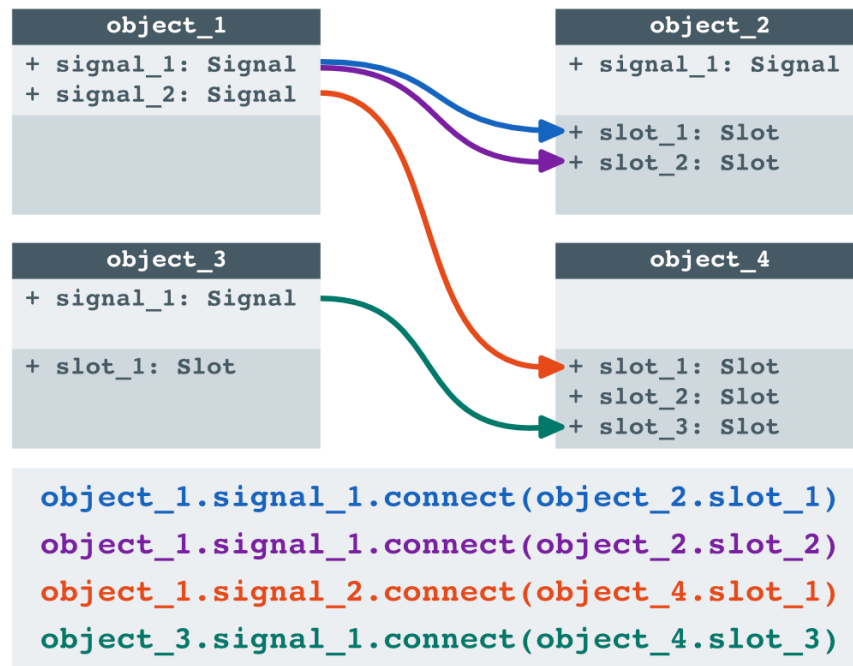 object_1
+ signal_1: Signal
+ signal_2: Signal
object_2
+ signal_1: Signal
+ slot_1: Slot
+ slot_2: Slot
object_3
+ signal_1: Signal
+ slot_1: Slot
object_4
+ slot_1: Slot
+ slot_2: Slot
+ slot_3: Slot
object_1.signal_1.connect(object_2.slot_1)
object_1.signal_1.connect(object_2.slot_2)
object_1.signal_2.connect(object_4.slot_1)
object_3.signal_1.connect(object_4.slot_3)